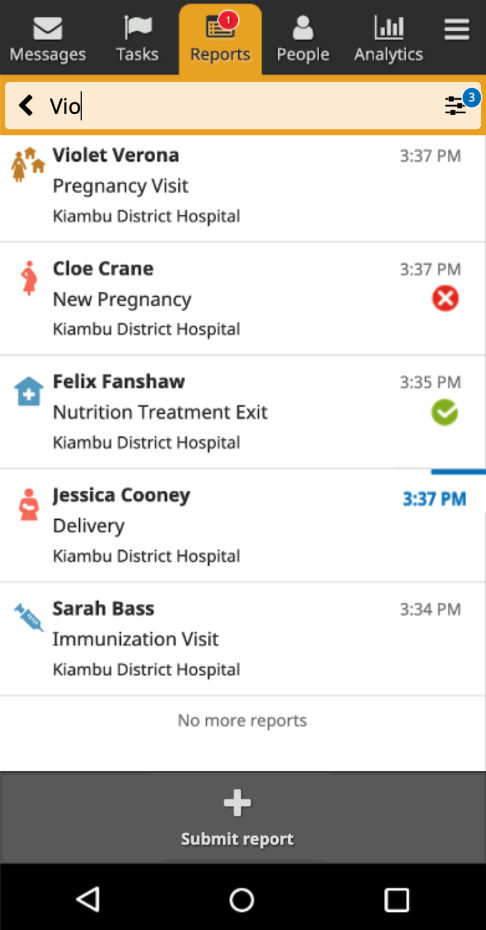 1
Messages Tasks Reports People Analytics
Vio 3
Violet Verona 3:37 PM
Pregnancy Visit
Kiambu District Hospital
Cloe Crane 3:37 PM
New Pregnancy
Kiambu District Hospital
Felix Fanshaw 3:35 PM
Nutrition Treatment Exit
Kiambu District Hospital
Jessica Cooney 3:37 PM
Delivery
Kiambu District Hospital
Sarah Bass 3:34 PM
Immunization Visit
Kiambu District Hospital
No more reports
Submit report